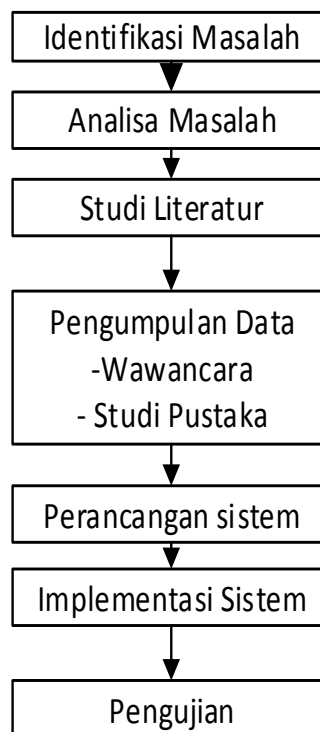 Identifikasi Masalah
Analisa Masalah
Studi Literatur
Pengumpulan Data
-Wawancara
- Studi Pustaka
Perancangan sistem
Implementasi Sistem
Pengujian